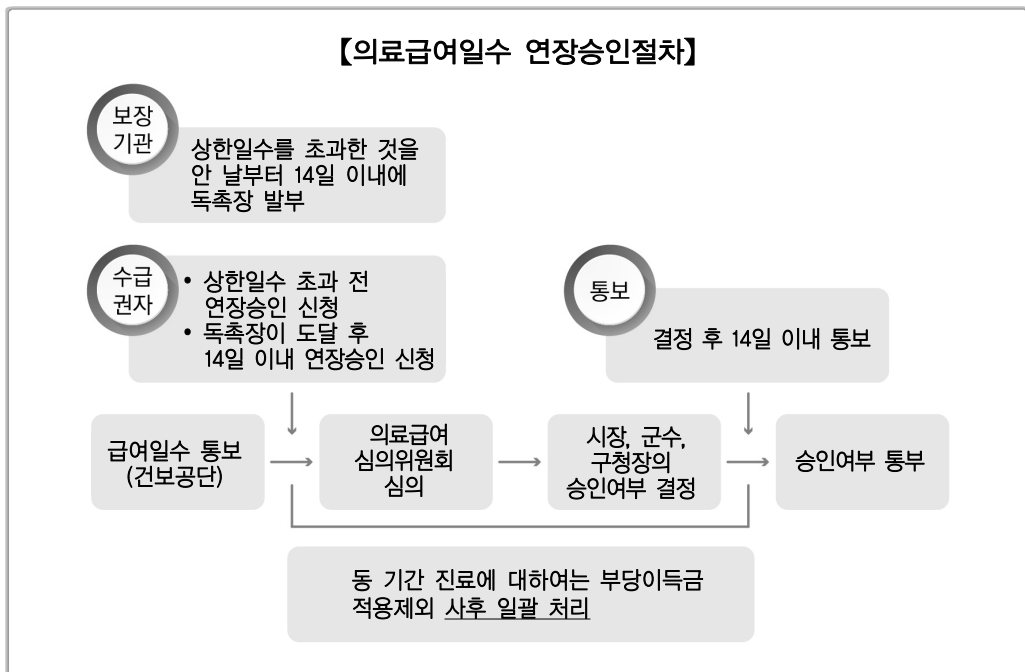 【의료급여일수 연장승인절차】
보장
기관
상한일수를 초과한 것을
안 날부터 14일 이내에
독촉장 발부
수급
권자
• 상한일수 초과 전
연장승인 신청
• 독촉장이 도달 후
14일 이내 연장승인 신청
통보
결정 후 14일 이내 통보
급여일수 통보
(건보공단)
의료급여
심의위원회
심의
시장, 군수,
구청장의
승인여부 결정
승인여부 통부
동 기간 진료에 대하여는 부당이득금
적용제외 사후 일괄 처리